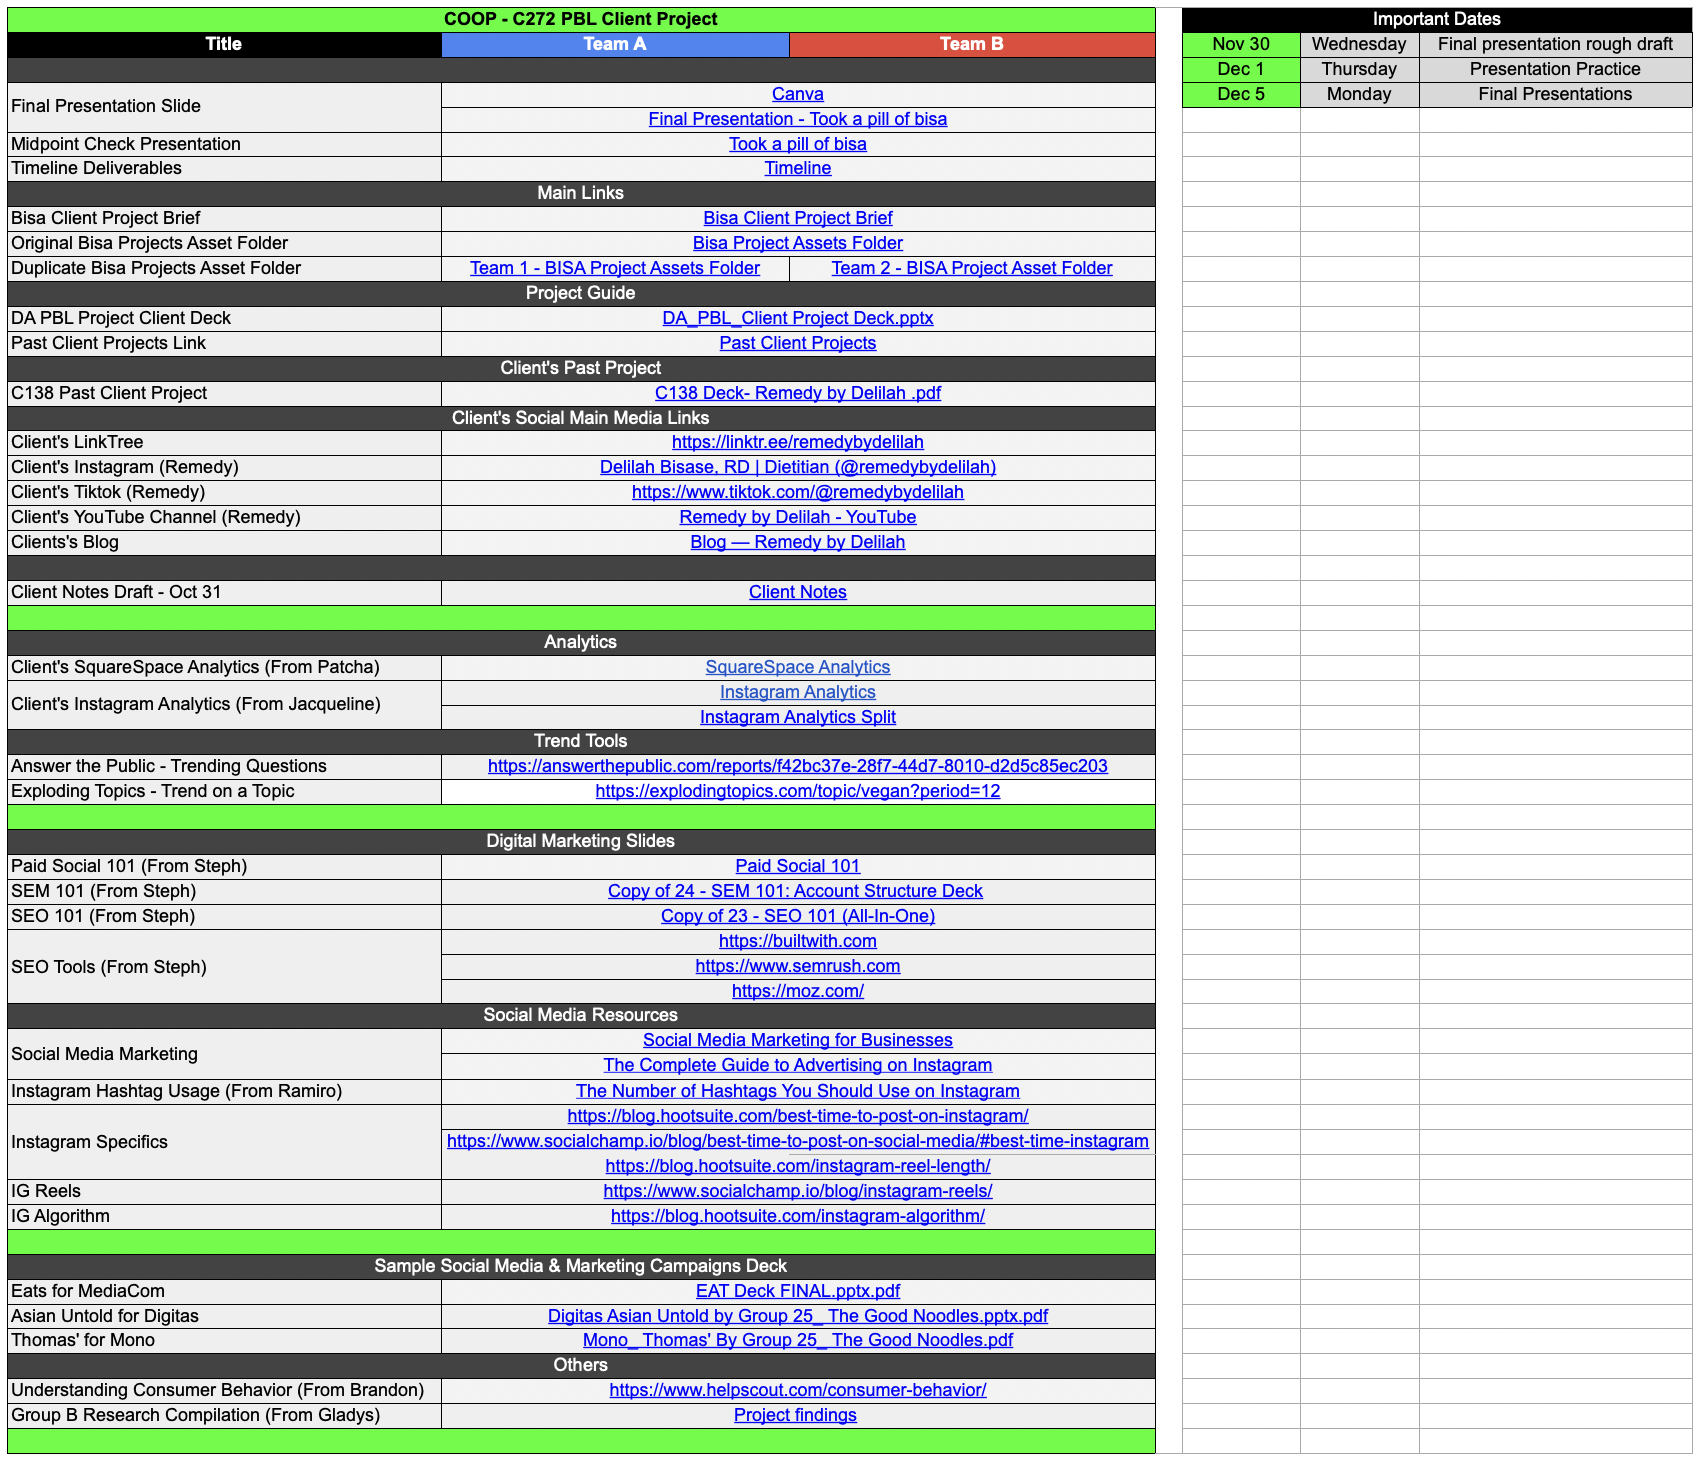 COOP - C272 PBL Client Project
Title Team A Team B
Final Presentation Slide
Canva
Final Presentation - Took a pill of bisa
Midpoint Check Presentation Took a pill of bisa
Timeline Deliverables Timeline
Main Links
Bisa Client Project Brief Bisa Client Project Brief
Original Bisa Projects Asset Folder Bisa Project Assets Folder
Duplicate Bisa Projects Asset Folder Team 1 - BISA Project Assets Folder Team 2 - BISA Project Asset Folder
Project Guide
DA PBL Project Client Deck DA_PBL_Client Project Deck.pptx
Past Client Projects Link Past Client Projects
Client's Past Project
C138 Past Client Project C138 Deck- Remedy by Delilah .pdf
Client's Social Main Media Links
Client's LinkTree https://linktr.ee/remedybydelilah
Client's Instagram (Remedy) Delilah Bisase, RD | Dietitian (@remedybydelilah)
Client's Tiktok (Remedy) https://www.tiktok.com/@remedybydelilah
Client's YouTube Channel (Remedy) Remedy by Delilah - YouTube
Clients's Blog Blog — Remedy by Delilah
Client Notes Draft - Oct 31 Client Notes
Analytics
Client's SquareSpace Analytics (From Patcha) SquareSpace Analytics
Client's Instagram Analytics (From Jacqueline)
Instagram Analytics
Instagram Analytics Split
Trend Tools
Answer the Public - Trending Questions https://answerthepublic.com/reports/f42bc37e-28f7-44d7-8010-d2d5c85ec203
Exploding Topics - Trend on a Topic https://explodingtopics.com/topic/vegan?period=12
Digital Marketing Slides
Paid Social 101 (From Steph) Paid Social 101
SEM 101 (From Steph) Copy of 24 - SEM 101: Account Structure Deck
SEO 101 (From Steph) Copy of 23 - SEO 101 (All-In-One)
SEO Tools (From Steph)
https://builtwith.com
https://www.semrush.com
https://moz.com/
Social Media Resources
Social Media Marketing
Social Media Marketing for Businesses
The Complete Guide to Advertising on Instagram
Instagram Hashtag Usage (From Ramiro) The Number of Hashtags You Should Use on Instagram
Instagram Specifics
https://blog.hootsuite.com/best-time-to-post-on-instagram/
https://www.socialchamp.io/blog/best-time-to-post-on-social-media/#best-time-instagram
https://blog.hootsuite.com/instagram-reel-length/
IG Reels https://www.socialchamp.io/blog/instagram-reels/
IG Algorithm https://blog.hootsuite.com/instagram-algorithm/
Sample Social Media & Marketing Campaigns Deck
Eats for MediaCom EAT Deck FINAL.pptx.pdf
Asian Untold for Digitas Digitas Asian Untold by Group 25_ The Good Noodles.pptx.pdf
Thomas' for Mono Mono_ Thomas' By Group 25_ The Good Noodles.pdf
Others
Understanding Consumer Behavior (From Brandon) https://www.helpscout.com/consumer-behavior/
Group B Research Compilation (From Gladys) Project findings
Important Dates
Nov 30 Wednesday Final presentation rough draft
Dec 1 Thursday Presentation Practice
Dec 5 Monday Final Presentations